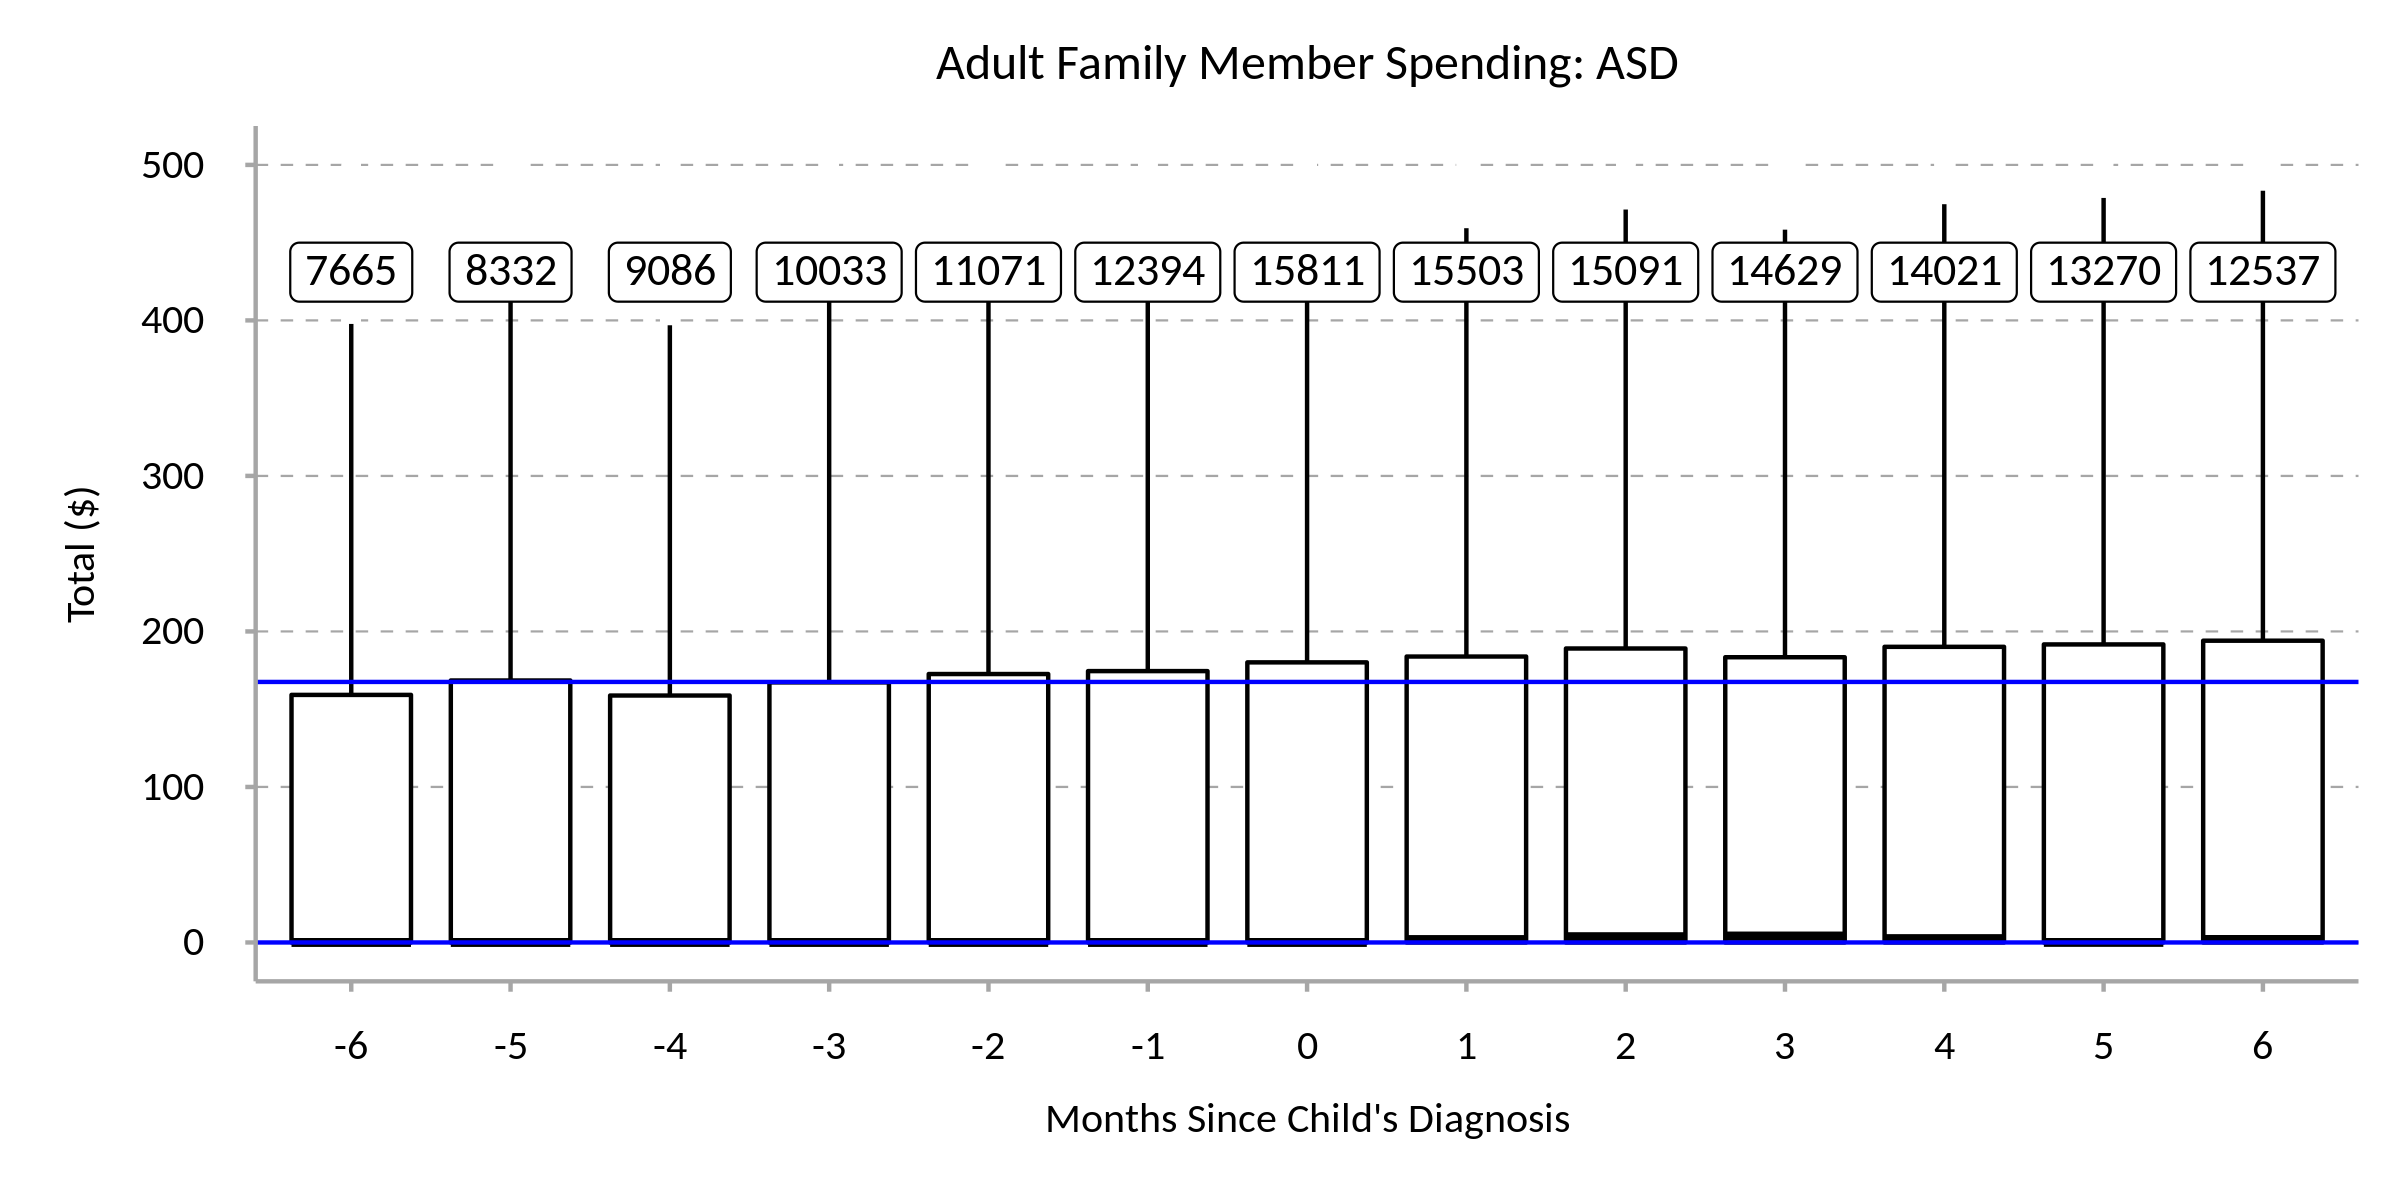 Adult Family Member Spending: ASD
500
7665 8332 9086 10033 11071 12394 15811 15503 15091 14629 14021 13270 12537
400
300
Total ($)
200
100
0
-6 -5 -4 -3 -2 -1 0 1 2 3 4 5 6
Months Since Child's Diagnosis